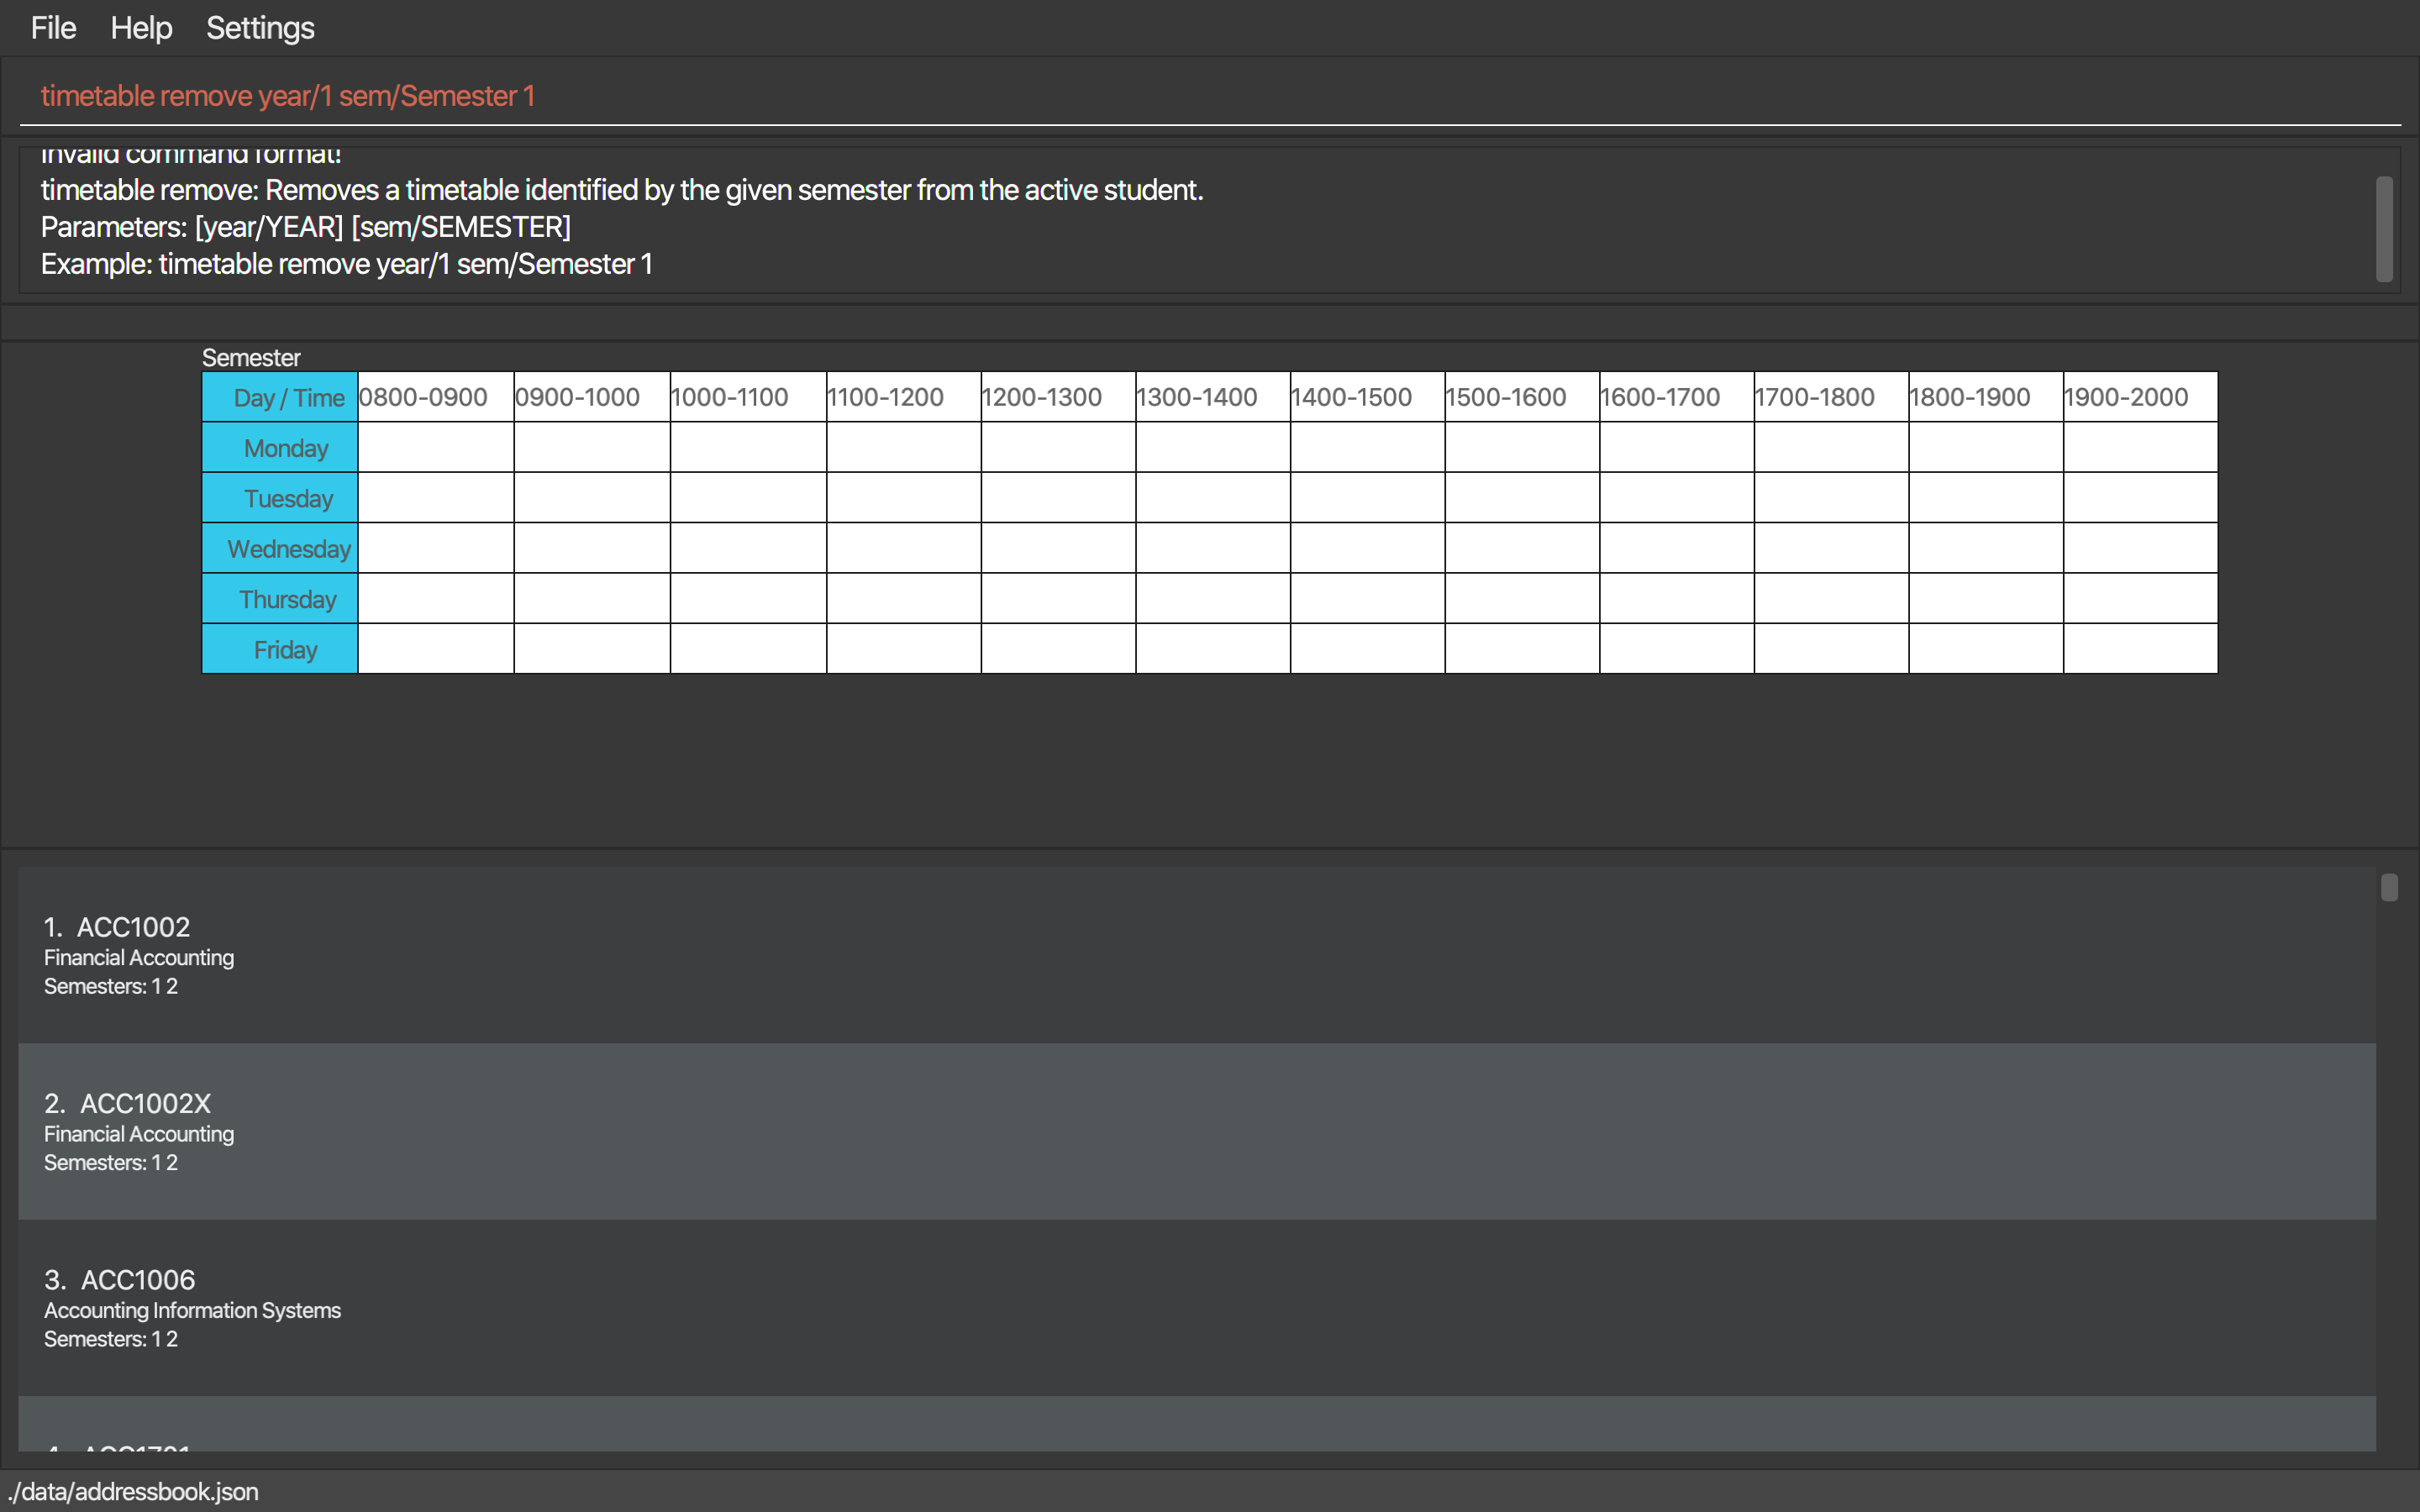 File Help Settings
timetable remove year/1 sem/Semester 1
Invalid command format!
timetable remove: Removes a timetable identified by the given semester from the active student.
Parameters: [year/YEAR] [sem/SEMESTER]
Example: timetable remove year/1 sem/Semester 1
Semester
Day / Time 0800-0900 0900-1000 1000-1100 1100-1200 1200-1300 1300-1400 1400-1500 1500-1600 1600-1700 1700-1800 1800-1900 1900-2000
Monday
Tuesday
Wednesday
Thursday
Friday
1. ACC1002
Financial Accounting
Semesters: 1 2
2. ACC1002X
Financial Accounting
Semesters: 1 2
3. ACC1006
Accounting Information Systems
Semesters: 1 2
4. ACC1701
./data/addressbook.json